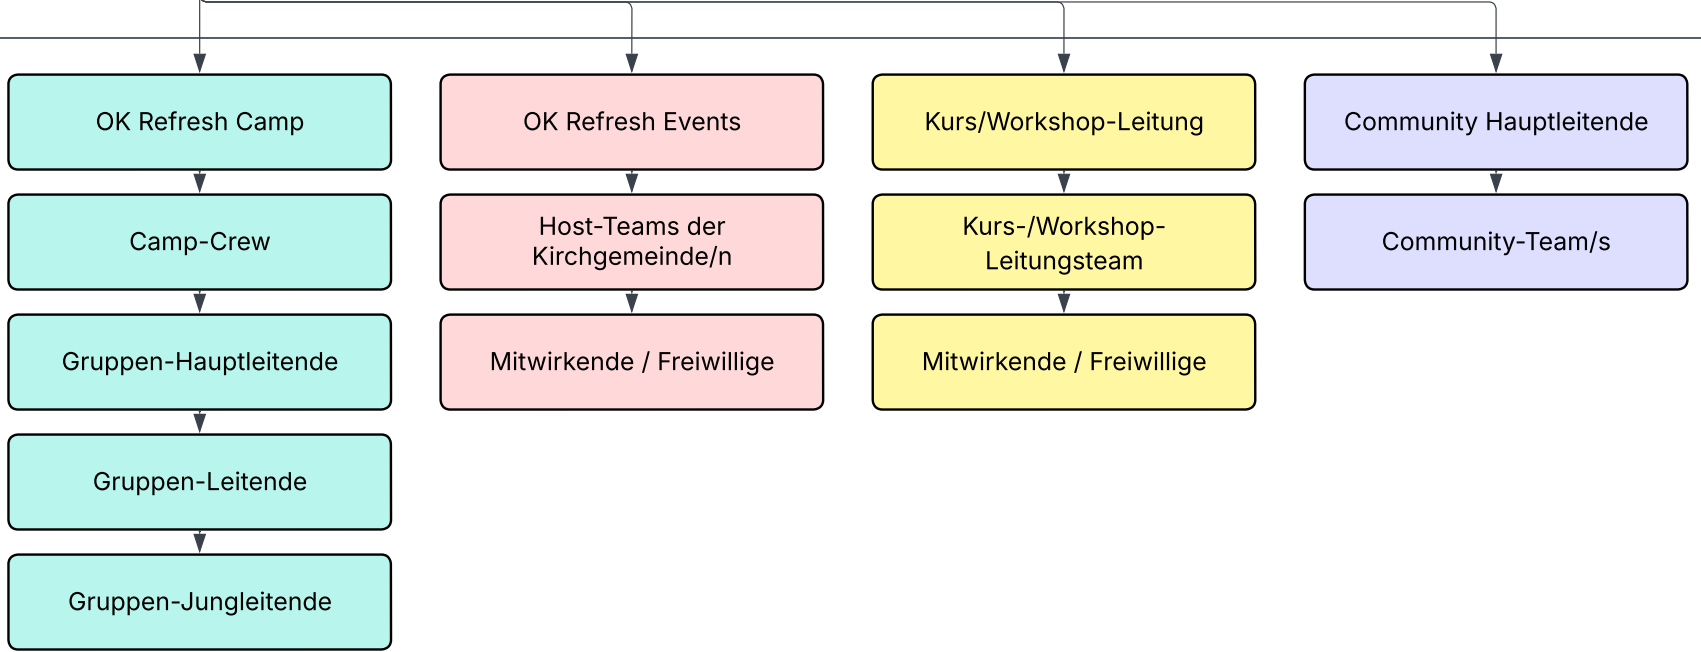 OK Refresh Camp
OK Refresh Events
Kurs/Workshop-Leitung
Community Hauptleitende
Camp-Crew
Host-Teams der
Kirchgemeinde/n
Kurs-/Workshop-
Leitungsteam
Community-Team/s
Gruppen-Hauptleitende
Mitwirkende / Freiwillige
Mitwirkende / Freiwillige
Gruppen-Leitende
Gruppen-Jungleitende